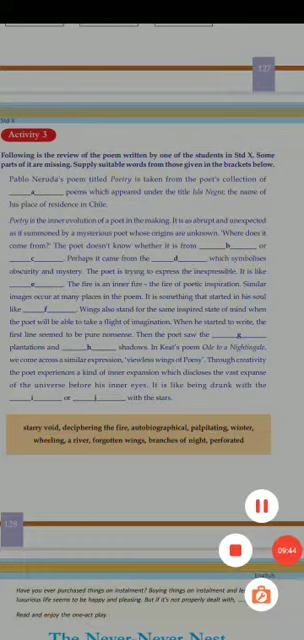 127
Std X
Activity 3
Following is the review of the poem written by one of the students in Std X. Some
parts of it are missing. Supply suitable words from those given in the brackets below.
Pablo Neruda's poem titled Poetry is taken from the poet's collection of
______a______ poems which appeared under the title Isla Negra, the name of
his place of residence in Chile.
Poetry is the inner evolution of a poet in the making. It is as abrupt and unexpected
as if summoned by a mysterious poet whose origins are unknown. 'Where does it
come from?' The poet doesn't know whether it is from ______b______ or
______c______. Perhaps it came from the ______d______ which symbolises
obscurity and mystery. The poet is trying to express the inexpressible. It is like
______e______. The fire is an inner fire - the fire of poetic inspiration. Similar
images occur at many places in the poem. It is something that started in his soul
like ______f______. Wings also stand for the same inspired state of mind when
the poet will be able to take a flight of imagination. When he started to write, the
first line seemed to be pure nonsense. Then the poet saw the ______g______
plantations and ______h______ shadows. In Keat's poem Ode to a Nightingale,
we come across a similar expression, 'viewless wings of Poesy'. Through creativity
the poet experiences a kind of inner expansion which discloses the vast expanse
of the universe before his inner eyes. It is like being drunk with the
______i______ or ______j______ with the stars.
starry void, deciphering the fire, autobiographical, palpitating, winter,
wheeling, a river, forgotten wings, branches of night, perforated
128
English
09:44
Have you ever purchased things on instalment? Buying things on instalment and
luxurious life seems to be happy and pleasing. But if it's not properly dealt with, ......
Read and enjoy the one-act play.
The Never-Never Nest